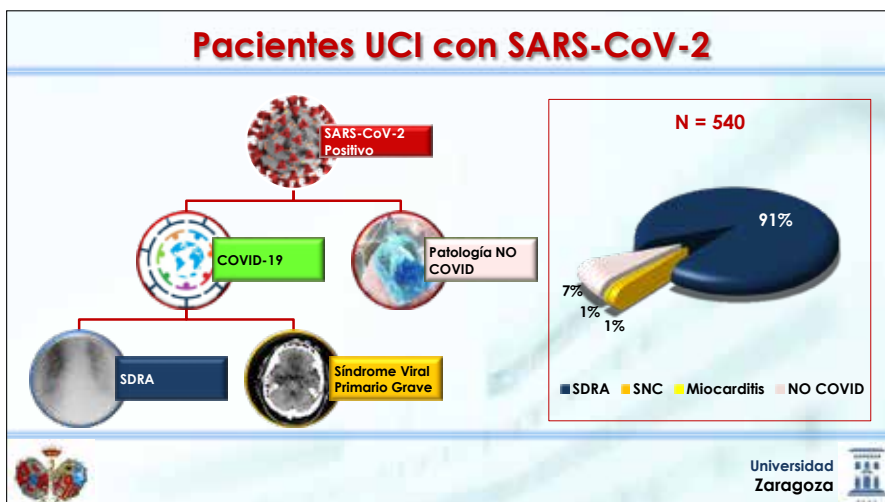 Pacientes UCI con SARS-CoV-2
SARS-CoV-2
Positivo
COVID-19
Patología NO
COVID
SDRA
Síndrome Viral
Primario Grave
N = 540
91%
7%
1%
1%
SDRA SNC Miocarditis NO COVID
Universidad
Zaragoza